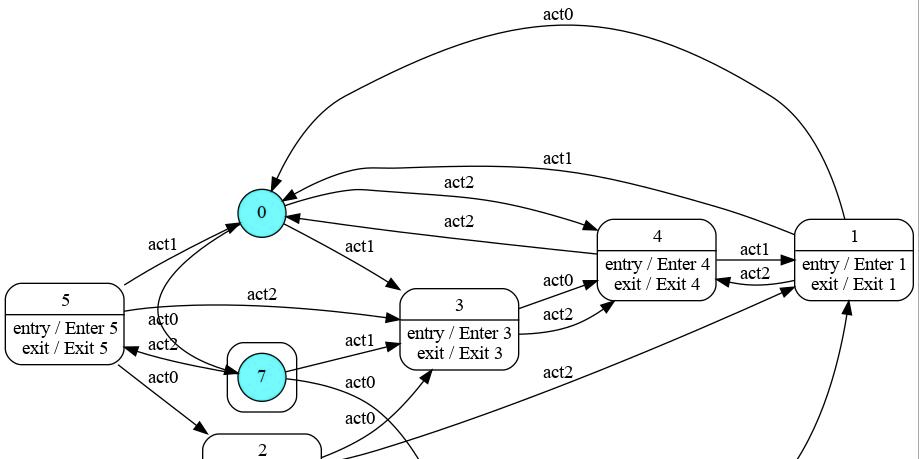 act0
act1
act2
0
act2
4
entry / Enter 4
exit / Exit 4
act1
act2
1
entry / Enter 1
exit / Exit 1
act1
act1
5
entry / Enter 5
exit / Exit 5
act2
act0
act2
3
entry / Enter 3
exit / Exit 3
act0
act2
7
act1
act0
act0
act0
act2
2